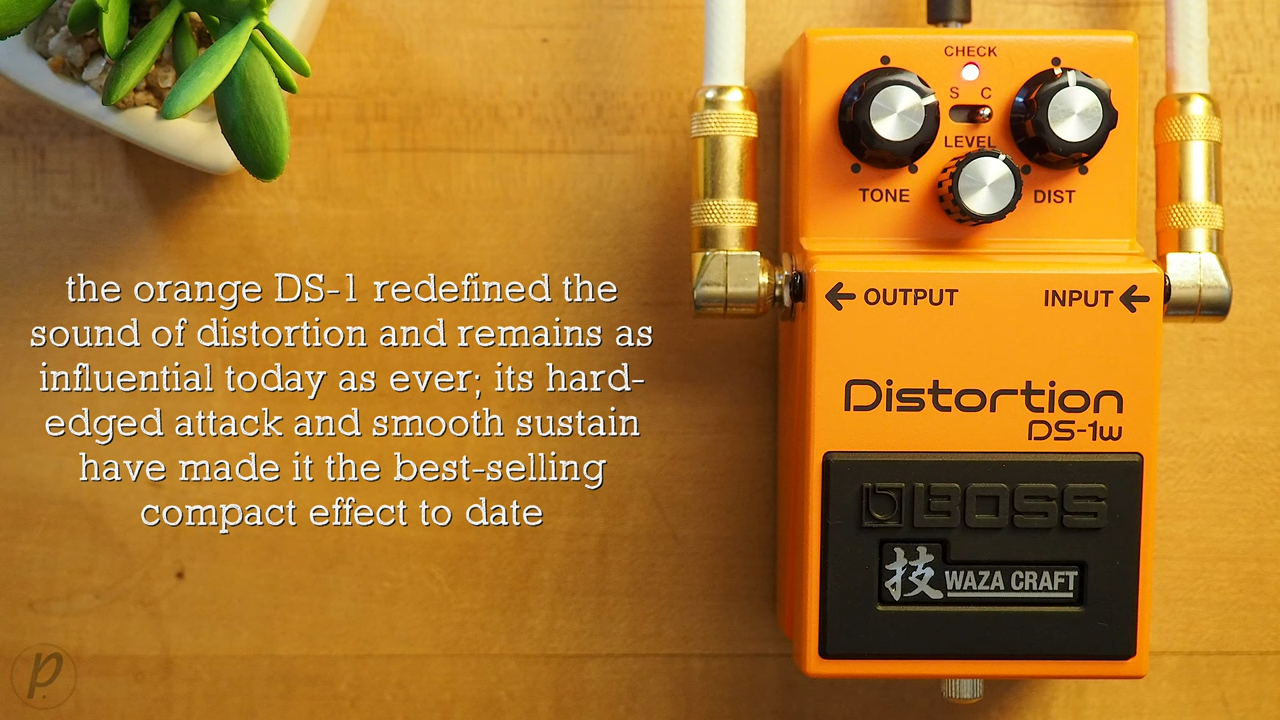 the orange DS-1 redefined the
sound of distortion and remains as
influential today as ever; its hard-
edged attack and smooth sustain
have made it the best-selling
compact effect to date
p.
CHECK
S C
LEVEL
TONE
DIST
OUTPUT
INPUT
Distortion
DS-1w
BOSS
技 WAZA CRAFT